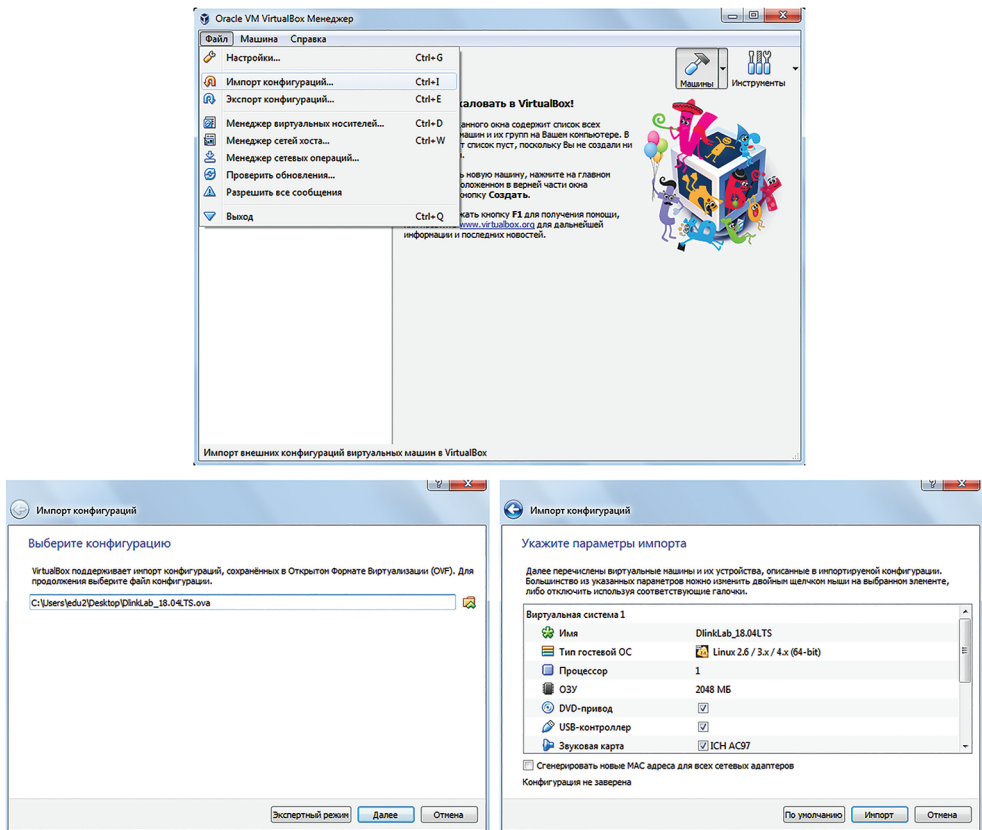 Oracle VM VirtualBox Менеджер
Файл Машина Справка
Настройки... Ctrl+G
Импорт конфигураций... Ctrl+I
Экспорт конфигураций... Ctrl+E
Менеджер виртуальных носителей... Ctrl+D
Менеджер сетей хоста... Ctrl+W
Менеджер сетевых операций...
Проверить обновления...
Разрешить все сообщения
Выход Ctrl+Q
Машины
Инструменты
жаловать в VirtualBox!
анного окна содержит список всех
машин и их групп на Вашем компьютере. В
т список пуст, поскольку Вы не создали ни
ь новую машину, нажмите на главном
оложенном в верхней части окна
нопку Создать.
жать кнопку F1 для получения помощи,
www.virtualbox.org для дальнейшей
информации и последних новостей.
Импорт внешних конфигураций виртуальных машин в VirtualBox
Импорт конфигураций
Выберите конфигурацию
VirtualBox поддерживает импорт конфигураций, сохранённых в Открытом Формате Виртуализации (OVF). Для
продолжения выберите файл конфигурации.
C:\Users\edu2\Desktop\DlinkLab_18.04LTS.ova
Экспертный режим Далее Отмена
Импорт конфигураций
Укажите параметры импорта
Далее перечислены виртуальные машины и их устройства, описанные в импортируемой конфигурации.
Большинство из указанных параметров можно изменить двойным щелчком мыши на выбранном элементе,
либо отключить используя соответствующие галочки.
Виртуальная система 1
Имя DlinkLab_18.04LTS
Тип гостевой ОС Linux 2.6 / 3.x / 4.x (64-bit)
Процессор 1
ОЗУ 2048 МБ
DVD-привод
USB-контроллер
Звуковая карта ICH AC97
Сгенерировать новые MAC адреса для всех сетевых адаптеров
Конфигурация не заверена
По умолчанию Импорт Отмена